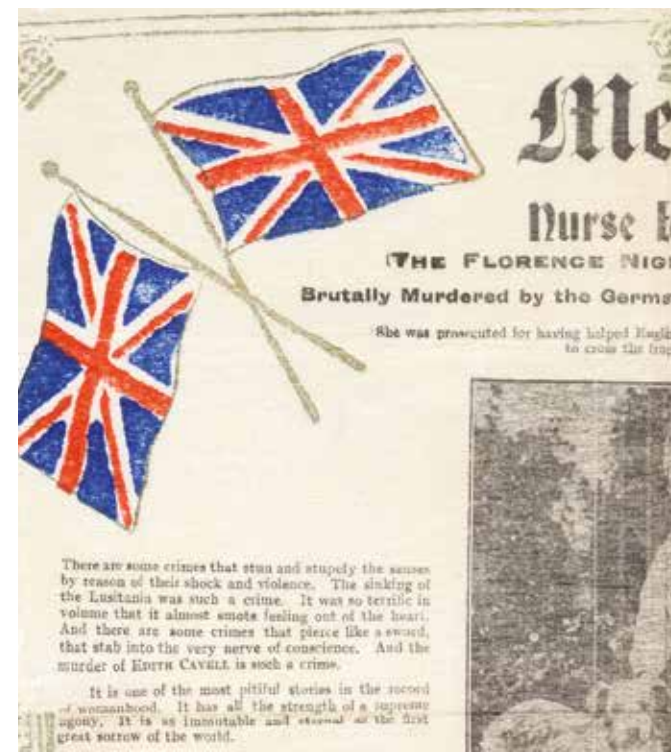 Me
Nurse
(THE FLORENCE NIG
Brutally Murdered by the Germa
She was prosecuted for having helped Engli
to cross the
There are some crimes that stun and stupefy the senses
by reason of their shock and violence. The sinking of
the Lusitania was such a crime. It was so terrific in
volume that it almost smote feeling out of the heart.
And there are some crimes that pierce like a sword,
that stab into the very nerve of conscience. And the
murder of EDITH CAVELL is such a crime.
It is one of the most pitiful stories in the record
of womanhood. It has all the strength of a supreme
agony. It is as immutable and eternal as the first
great sorrow of the world.